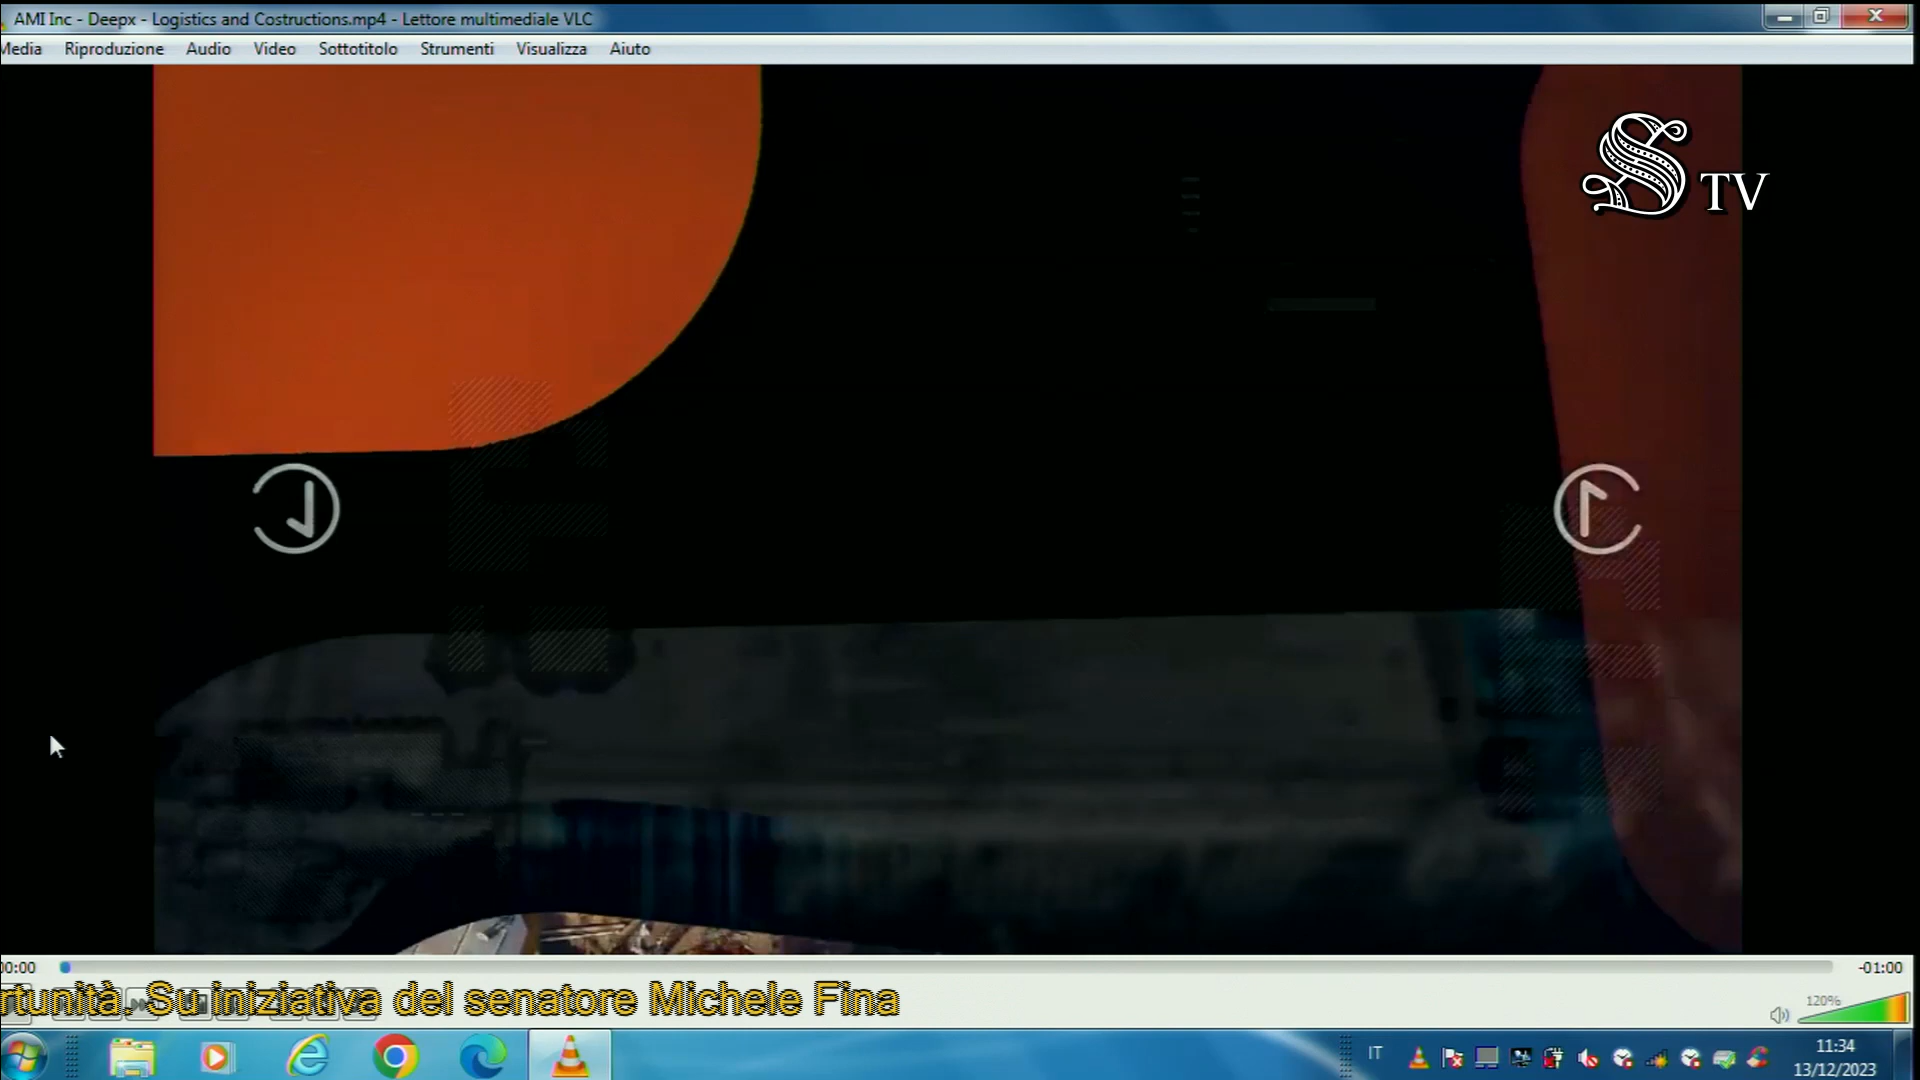 AMI Inc - Deepx - Logistics and Costructions.mp4 - Lettore multimediale VLC
Media Riproduzione Audio Video Sottotitolo Strumenti Visualizza Aiuto
S TV
00:00
-01:00
rtunità. Su iniziativa del senatore Michele Fina
120%
IT
11:34
13/12/2023